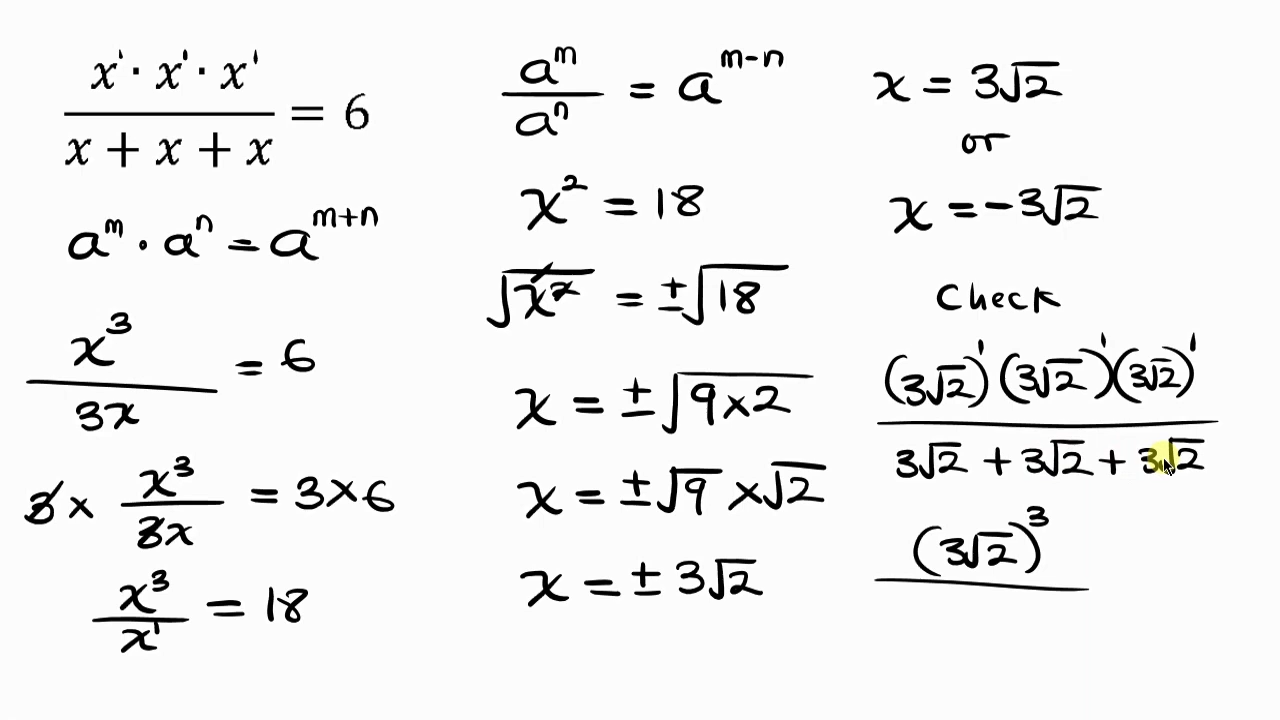 x¹ · x¹ · x¹
/ x + x + x = 6
aᵐ · aⁿ = aᵐ⁺ⁿ
x³ / 3x = 6
3 × x³ / 3x = 3 × 6
x³ / x¹ = 18
aᵐ / aⁿ = aᵐ⁻ⁿ
x² = 18
√x² = ±√18
x = ±√9×2
x = ±√9 × √2
x = ± 3√2
x = 3√2
or
x = -3√2
Check
(3√2)¹ (3√2)¹ (3√2)¹
3√2 + 3√2 + 3√2
(3√2)³